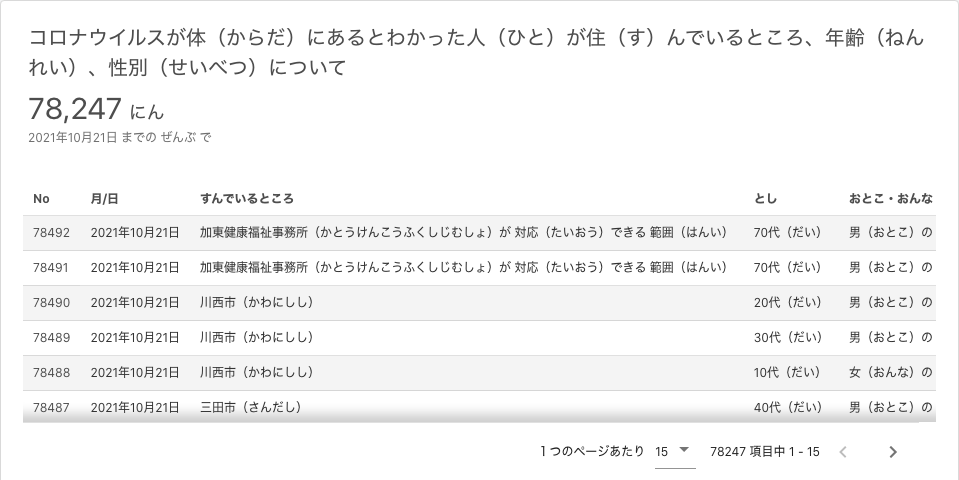 コロナウイルスが体（からだ）にあるとわかった人（ひと）が住（す）んでいるところ、年齢（ねん
れい）、性別（せいべつ）について
78,247 にん
2021年10月21日 までの ぜんぶ で
No 月/日 すんでいるところ とし おとこ・おんな
78492 2021年10月21日 加東健康福祉事務所（かとうけんこうふくしじむしょ）が 対応（たいおう）できる 範囲（はんい） 70代（だい） 男（おとこ）の
78491 2021年10月21日 加東健康福祉事務所（かとうけんこうふくしじむしょ）が 対応（たいおう）できる 範囲（はんい） 70代（だい） 男（おとこ）の
78490 2021年10月21日 川西市（かわにしし） 20代（だい） 男（おとこ）の
78489 2021年10月21日 川西市（かわにしし） 30代（だい） 男（おとこ）の
78488 2021年10月21日 川西市（かわにしし） 10代（だい） 女（おんな）の
78487 2021年10月21日 三田市（さんだし） 40代（だい） 男（おとこ）の
1 つのページあたり 15 78247 項目中 1 - 15